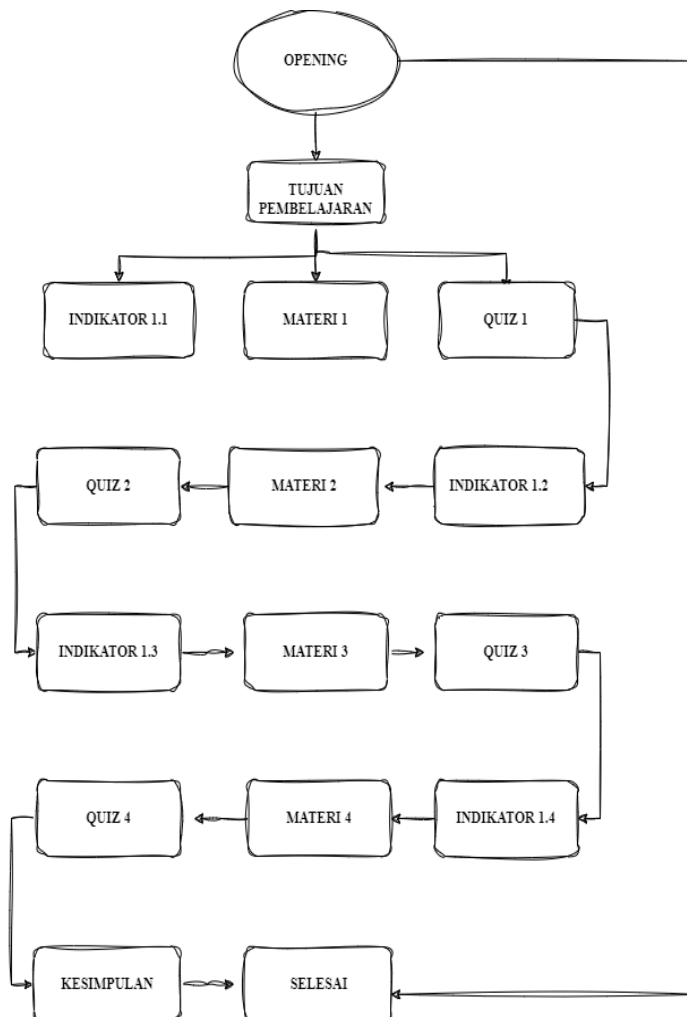 OPENING
TUJUAN
PEMBELAJARAN
INDIKATOR 1.1
MATERI 1
QUIZ 1
QUIZ 2
MATERI 2
INDIKATOR 1.2
INDIKATOR 1.3
MATERI 3
QUIZ 3
QUIZ 4
MATERI 4
INDIKATOR 1.4
KESIMPULAN
SELESAI